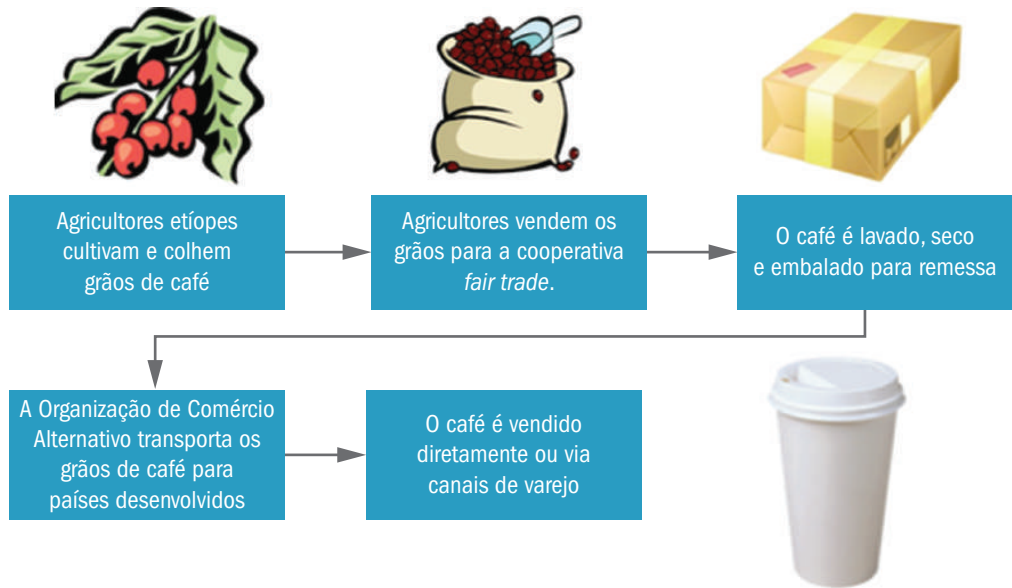 Agricultores etíopes
cultivam e colhem
grãos de café
Agricultores vendem os
grãos para a cooperativa
fair trade.
O café é lavado, seco
e embalado para remessa
A Organização de Comércio
Alternativo transporta os
grãos de café para
países desenvolvidos
O café é vendido
diretamente ou via
canais de varejo